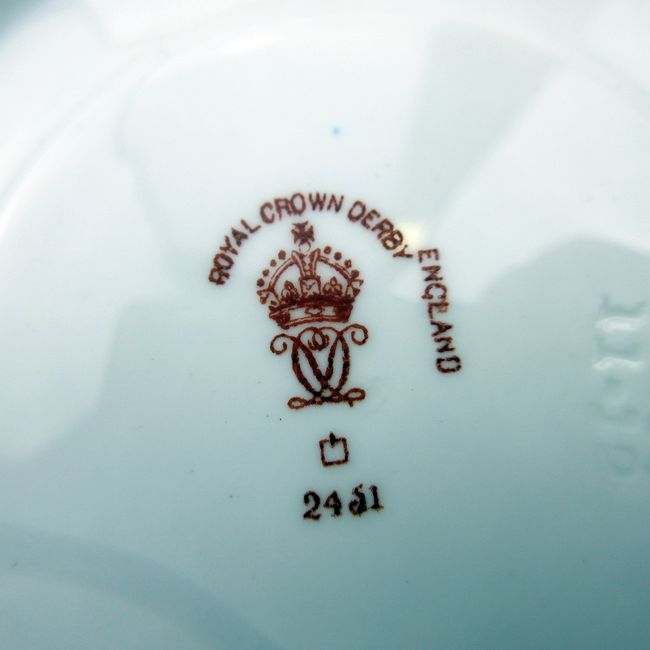 ROYAL CROWN DERBY
ENGLAND
2451